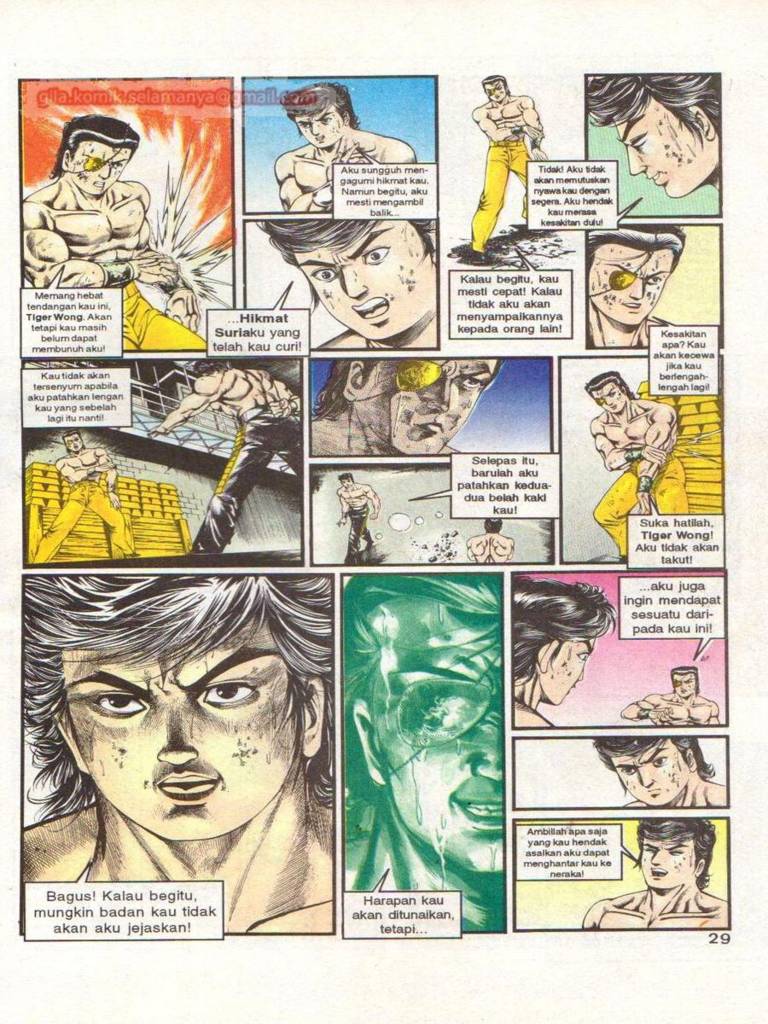 gila.komik.selamanya@gmail.com
Memang hebat
tendangan kau ini,
Tiger Wong. Akan
tetapi kau masih
belum dapat
membunuh aku!
Aku sungguh men-
gagumi hikmat kau.
Namun begitu, aku
mesti mengambil
balik...
...Hikmat
Suriaku yang
telah kau curi!
Tidak! Aku tidak
akan memutuskan
nyawa kau dengan
segera. Aku hendak
kau merasa
kesakitan dulu!
Kalau begitu, kau
mesti cepat! Kalau
tidak aku akan
menyampaikannya
kepada orang lain!
Kesakitan
apa? Kau
akan kecewa
jika kau
berlengah-
lengah lagi!
Kau tidak akan
tersenyum apabila
aku patahkan lengan
kau yang sebelah
lagi itu nanti!
Selepas itu,
barulah aku
patahkan kedua-
dua belah kaki
kau!
Suka hatilah,
Tiger Wong!
Aku tidak akan
takut!
Bagus! Kalau begitu,
mungkin badan kau tidak
akan aku jejaskan!
Harapan kau
akan ditunaikan,
tetapi...
...aku juga
ingin mendapat
sesuatu dari-
pada kau ini!
Ambillah apa saja
yang kau hendak
asalkan aku dapat
menghantar kau ke
neraka!
29